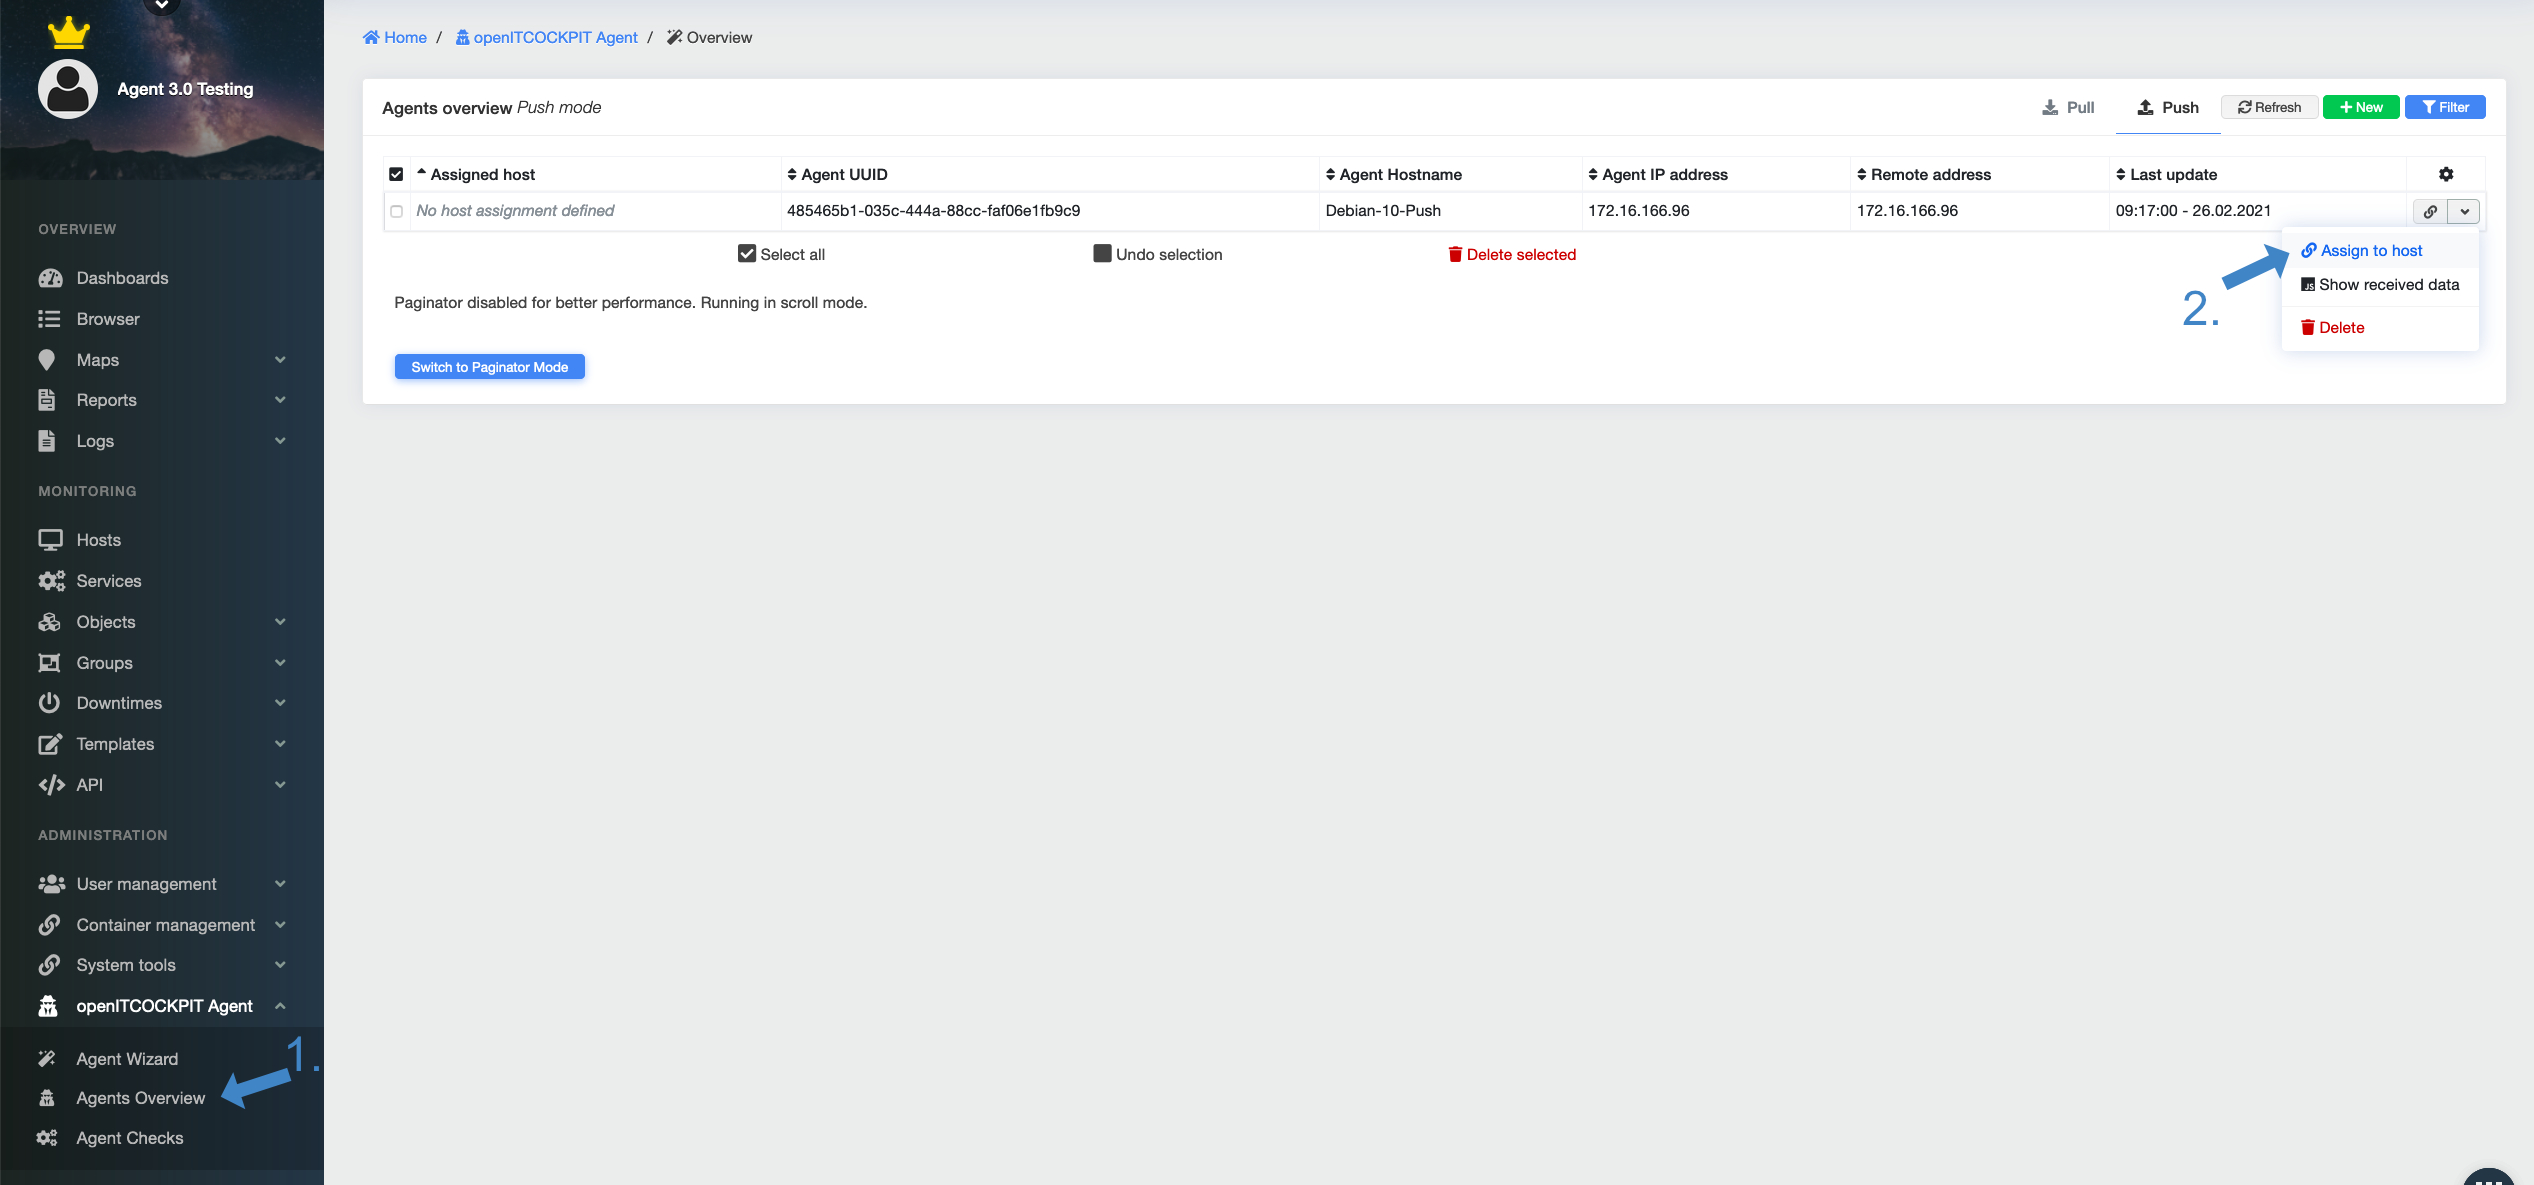 Agent 3.0 Testing
OVERVIEW
Dashboards
Browser
Maps
Reports
Logs
MONITORING
Hosts
Services
Objects
Groups
Downtimes
Templates
API
ADMINISTRATION
User management
Container management
System tools
openITCOCKPIT Agent
Agent Wizard
1.
Agents Overview
Agent Checks
Home / openITCOCKPIT Agent / Overview
Agents overview Push mode
Pull Push Refresh New Filter
Assigned host Agent UUID Agent Hostname Agent IP address Remote address Last update
No host assignment defined 485465b1-035c-444a-88cc-faf06e1fb9c9 Debian-10-Push 172.16.166.96 172.16.166.96 09:17:00 - 26.02.2021
Select all Undo selection Delete selected
Assign to host
Show received data
Delete
2.
Paginator disabled for better performance. Running in scroll mode.
Switch to Paginator Mode